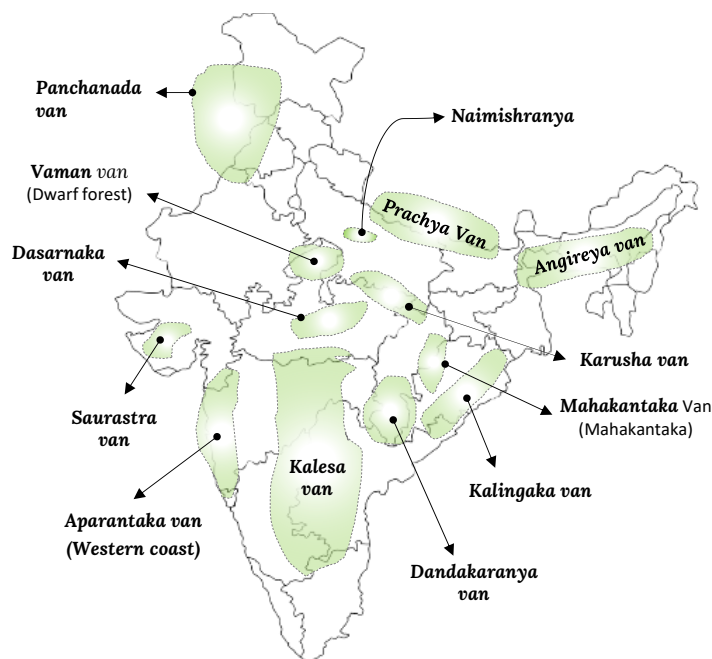 Panchanada
van
Naimishranya
Vaman van
(Dwarf forest)
Prachya Van
Angireya van
Dasarnaka
van
Karusha van
Saurastra
van
Mahakantaka Van
(Mahakantaka)
Kalesa
van
Kalingaka van
Aparantaka van
(Western coast)
Dandakaranya
van